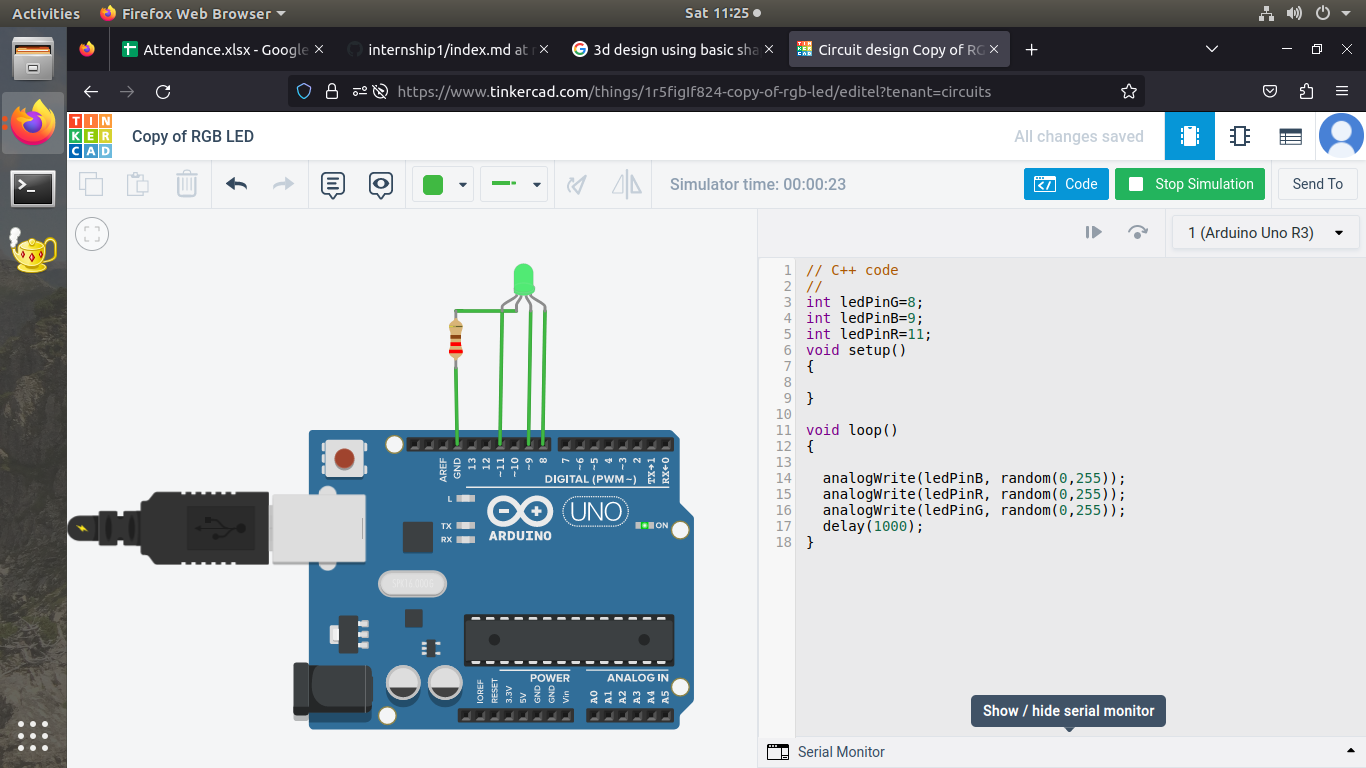 Activities
Firefox Web Browser
Sat 11:25
Attendance.xlsx - Google
internship1/index.md at r
3d design using basic sha
Circuit design Copy of RG
https://www.tinkercad.com/things/1r5figIf824-copy-of-rgb-led/editel?tenant=circuits
TIN
KER
CAD
Copy of RGB LED
All changes saved
Simulator time: 00:00:23
Code
Stop Simulation
Send To
1 (Arduino Uno R3)
1 // C++ code
2 //
3 int ledPinG=8;
4 int ledPinB=9;
5 int ledPinR=11;
6 void setup()
7 {
8
9 }
10
11 void loop()
12 {
13
14 analogWrite(ledPinB, random(0,255));
15 analogWrite(ledPinR, random(0,255));
16 analogWrite(ledPinG, random(0,255));
17 delay(1000);
18 }
AREF
GND
13
12
~11
~10
~9
8
7
~6
~5
4
~3
2
TX→1
RX←0
DIGITAL (PWM~)
L
TX
RX
ARDUINO
UNO
ON
POWER
ANALOG IN
IOREF
RESET
3.3V
5V
GND
GND
Vin
A0
A1
A2
A3
A4
A5
Show / hide serial monitor
Serial Monitor